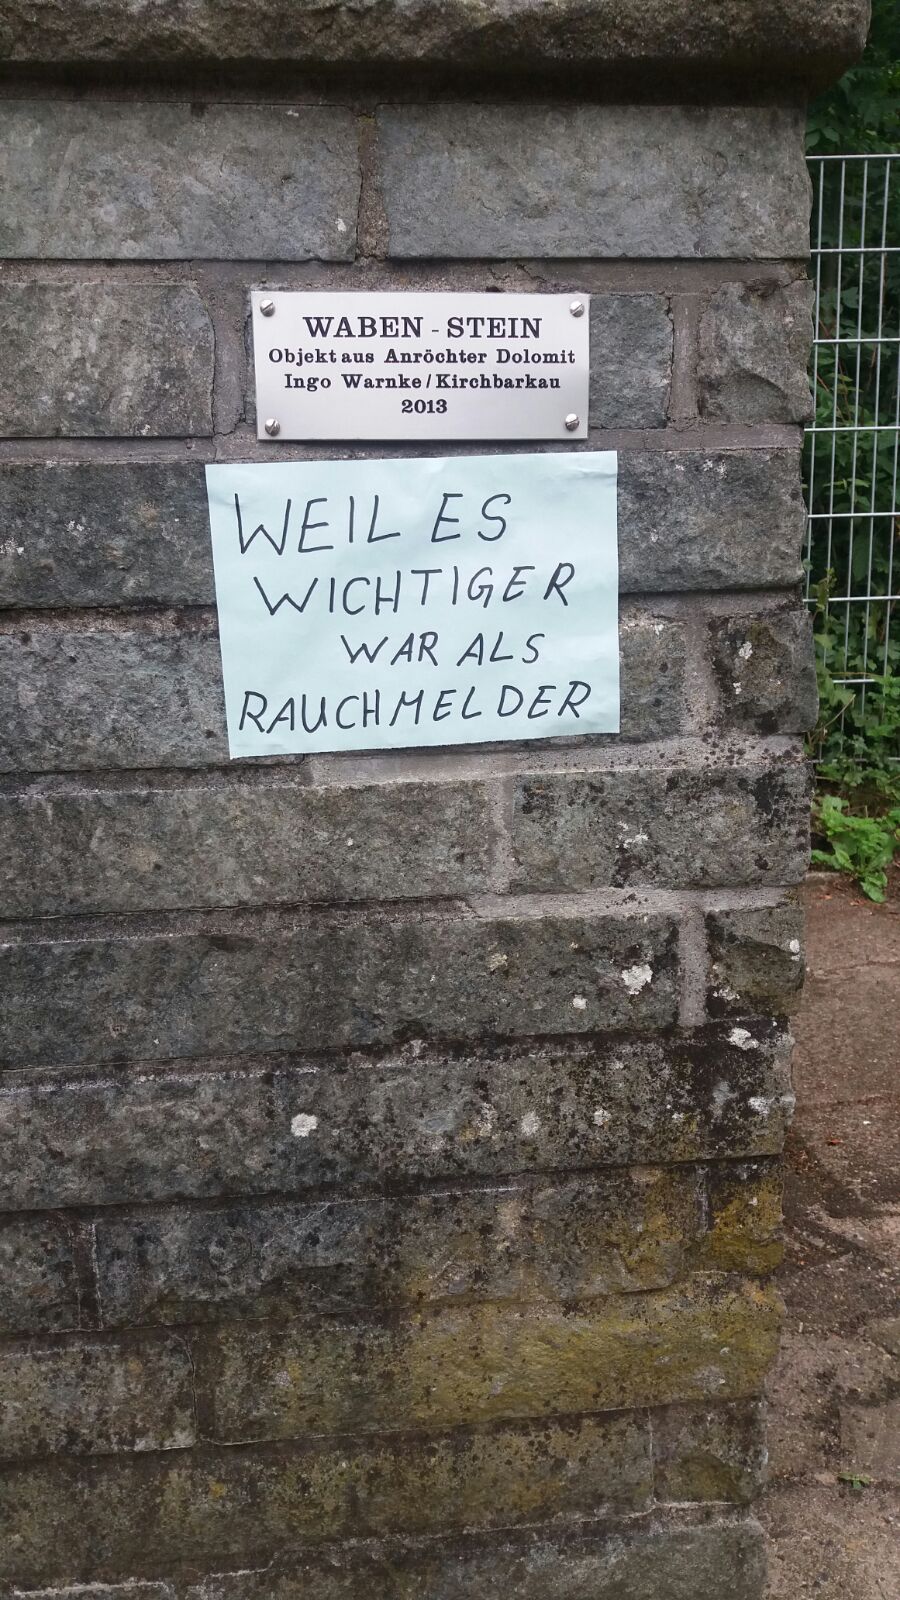 WABEN - STEIN
Objekt aus Anröchter Dolomit
Ingo Warnke / Kirchbarkau
2013
WEIL ES
WICHTIGER
WAR ALS
RAUCHMELDER